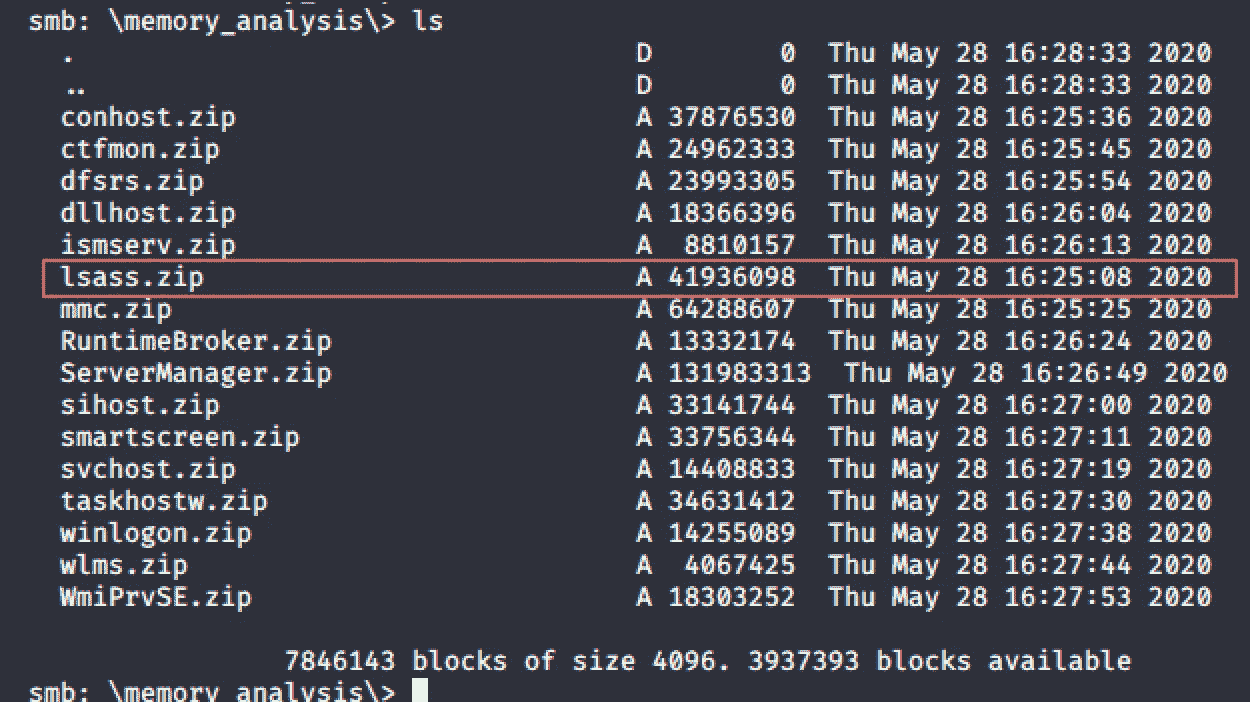 smb: \memory_analysis\> ls
  .                                   D        0  Thu May 28 16:28:33 2020
  ..                                  D        0  Thu May 28 16:28:33 2020
  conhost.zip                         A 37876530  Thu May 28 16:25:36 2020
  ctfmon.zip                          A 24962333  Thu May 28 16:25:45 2020
  dfsrs.zip                           A 23993305  Thu May 28 16:25:54 2020
  dllhost.zip                         A 18366396  Thu May 28 16:26:04 2020
  ismserv.zip                         A  8810157  Thu May 28 16:26:13 2020
  lsass.zip                           A 41936098  Thu May 28 16:25:08 2020
  mmc.zip                             A 64288607  Thu May 28 16:25:25 2020
  RuntimeBroker.zip                   A 13332174  Thu May 28 16:26:24 2020
  ServerManager.zip                   A 131983313  Thu May 28 16:26:49 2020
  sihost.zip                          A 33141744  Thu May 28 16:27:00 2020
  smartscreen.zip                     A 33756344  Thu May 28 16:27:11 2020
  svchost.zip                         A 14408833  Thu May 28 16:27:19 2020
  taskhostw.zip                       A 34631412  Thu May 28 16:27:30 2020
  winlogon.zip                        A 14255089  Thu May 28 16:27:38 2020
  wlms.zip                            A  4067425  Thu May 28 16:27:44 2020
  WmiPrvSE.zip                        A 18303252  Thu May 28 16:27:53 2020
                7846143 blocks of size 4096. 3937393 blocks available
smb: \memory_analysis\>